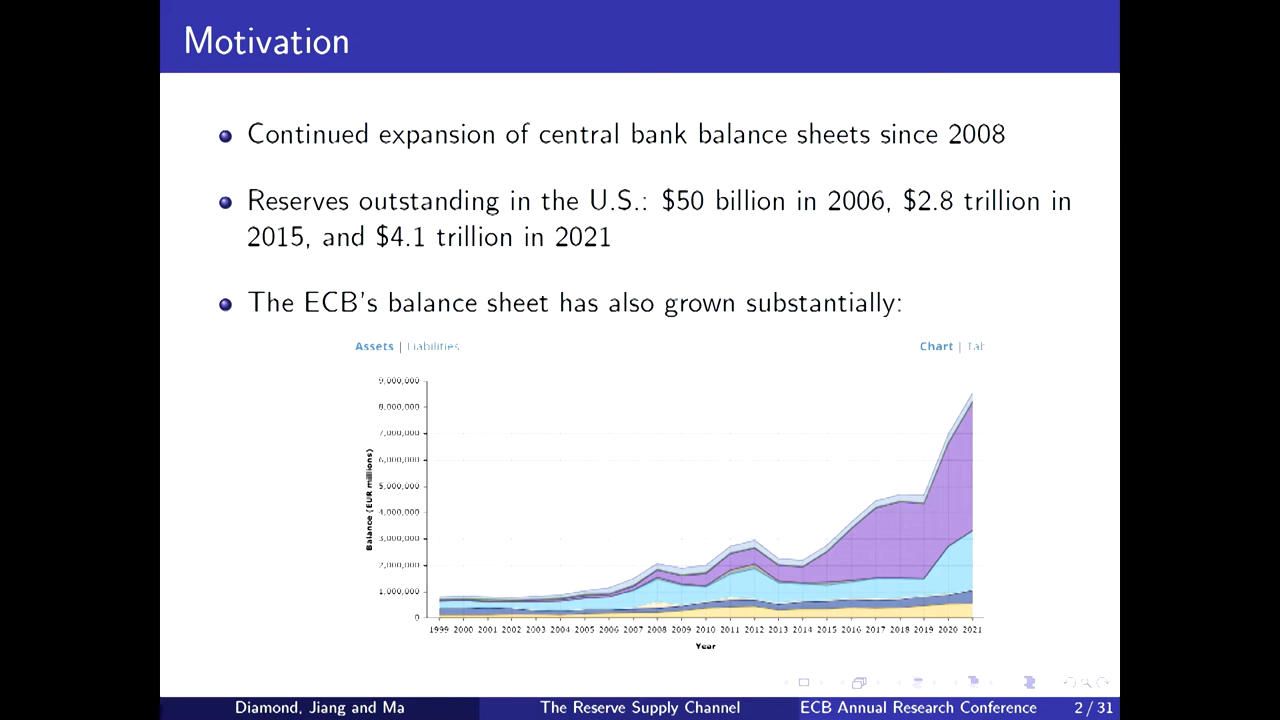 Motivation
Continued expansion of central bank balance sheets since 2008
Reserves outstanding in the U.S.: $50 billion in 2006, $2.8 trillion in
2015, and $4.1 trillion in 2021
The ECB's balance sheet has also grown substantially:
Assets | Liabilities
Chart | Tab
9,000,000
8,000,000
7,000,000
6,000,000
5,000,000
4,000,000
3,000,000
2,000,000
1,000,000
0
Balance (EUR millions)
1999 2000 2001 2002 2003 2004 2005 2006 2007 2008 2009 2010 2011 2012 2013 2014 2015 2016 2017 2018 2019 2020 2021
Year
Diamond, Jiang and Ma The Reserve Supply Channel ECB Annual Research Conference 2 / 31